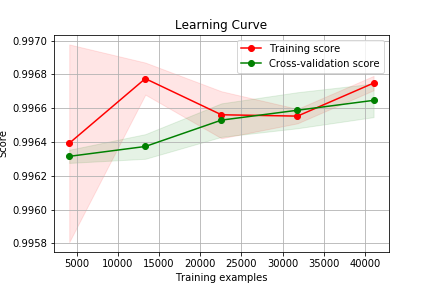 Learning Curve
0.9970
0.9968
0.9966
0.9964
0.9962
0.9960
0.9958
Score
Training score
Cross-validation score
5000 10000 15000 20000 25000 30000 35000 40000
Training examples